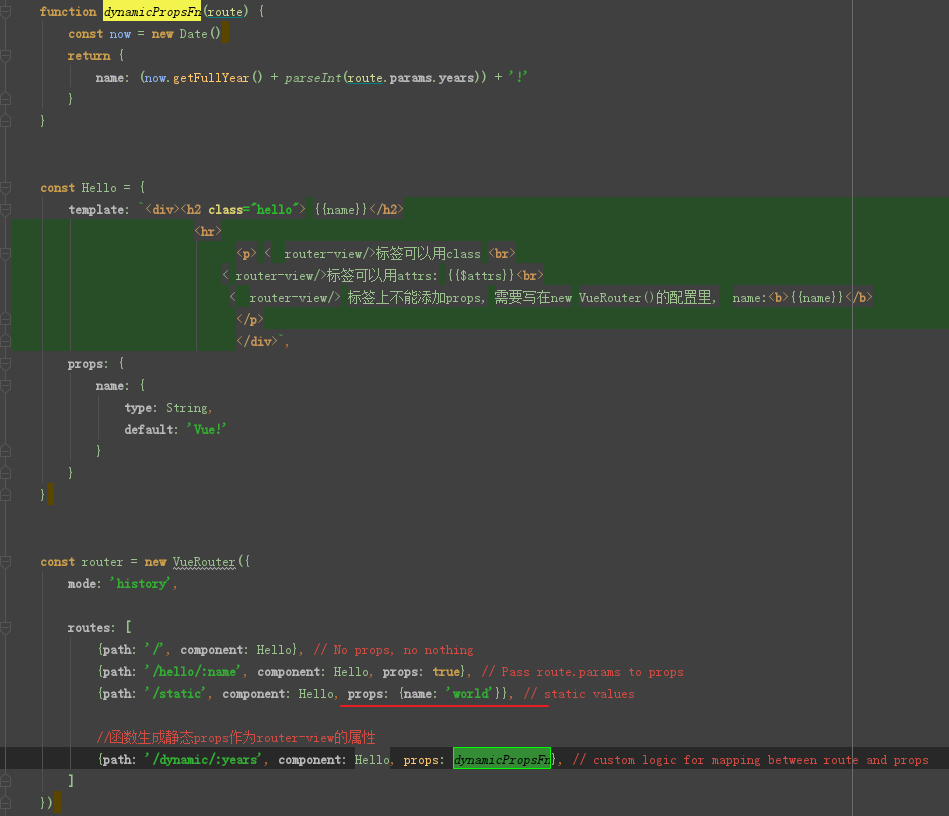 function dynamicPropsFn(route) {
const now = new Date()
return {
name: (now.getFullYear() + parseInt(route.params.years)) + '!'
}
}
const Hello = {
template: `<div><h2 class="hello"> {{name}}</h2>
<hr>
<p> < router-view/>标签可以用class <br>
< router-view/>标签可以用attrs: {{$attrs}}<br>
< router-view/> 标签上不能添加props, 需要写在new VueRouter()的配置里, name:<b>{{name}}</b>
</p>
</div>`,
props: {
name: {
type: String,
default: 'Vue!'
}
}
}
const router = new VueRouter({
mode: 'history',
routes: [
{path: '/', component: Hello}, // No props, no nothing
{path: '/hello/:name', component: Hello, props: true}, // Pass route.params to props
{path: '/static', component: Hello, props: {name: 'world'}}, // static values
//函数生成静态props作为router-view的属性
{path: '/dynamic/:years', component: Hello, props: dynamicPropsFn}, // custom logic for mapping between route and props
]
})